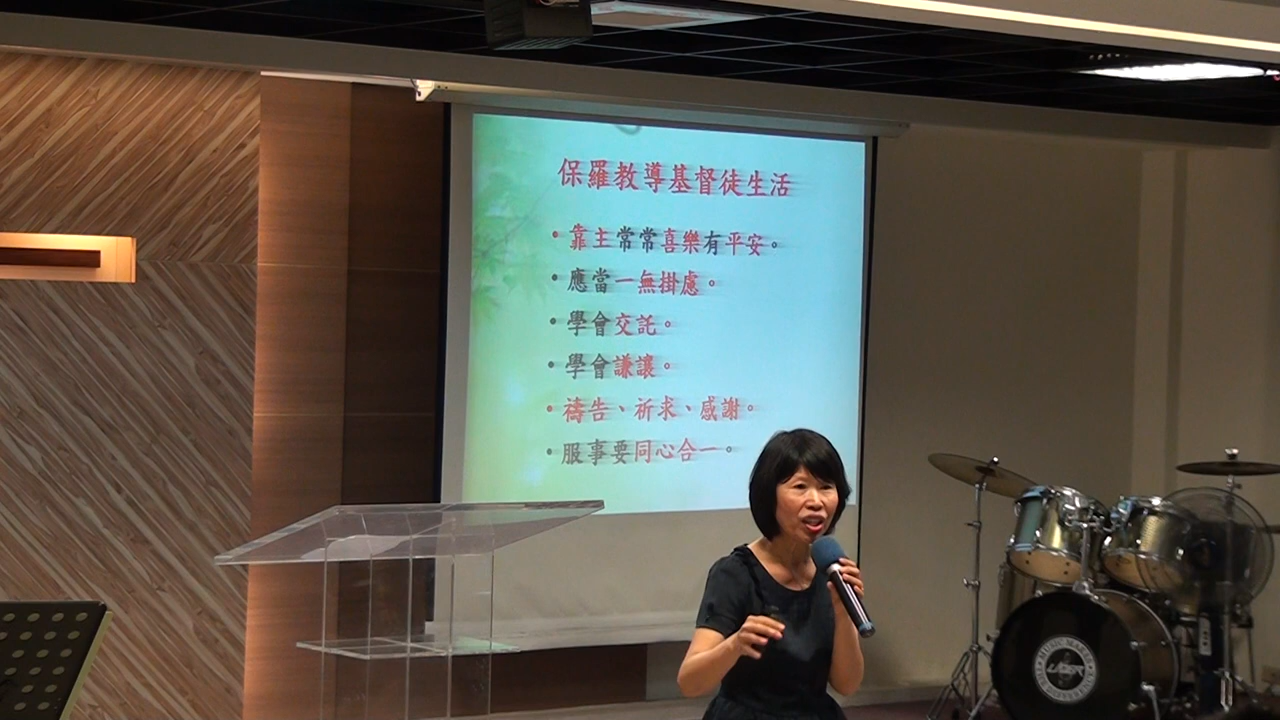 保羅教導基督徒生活
• 靠主常常喜樂有平安。
• 應當一無掛慮。
• 學會交託。
• 學會謙讓。
• 禱告、祈求、感謝。
• 服事要同心合一。